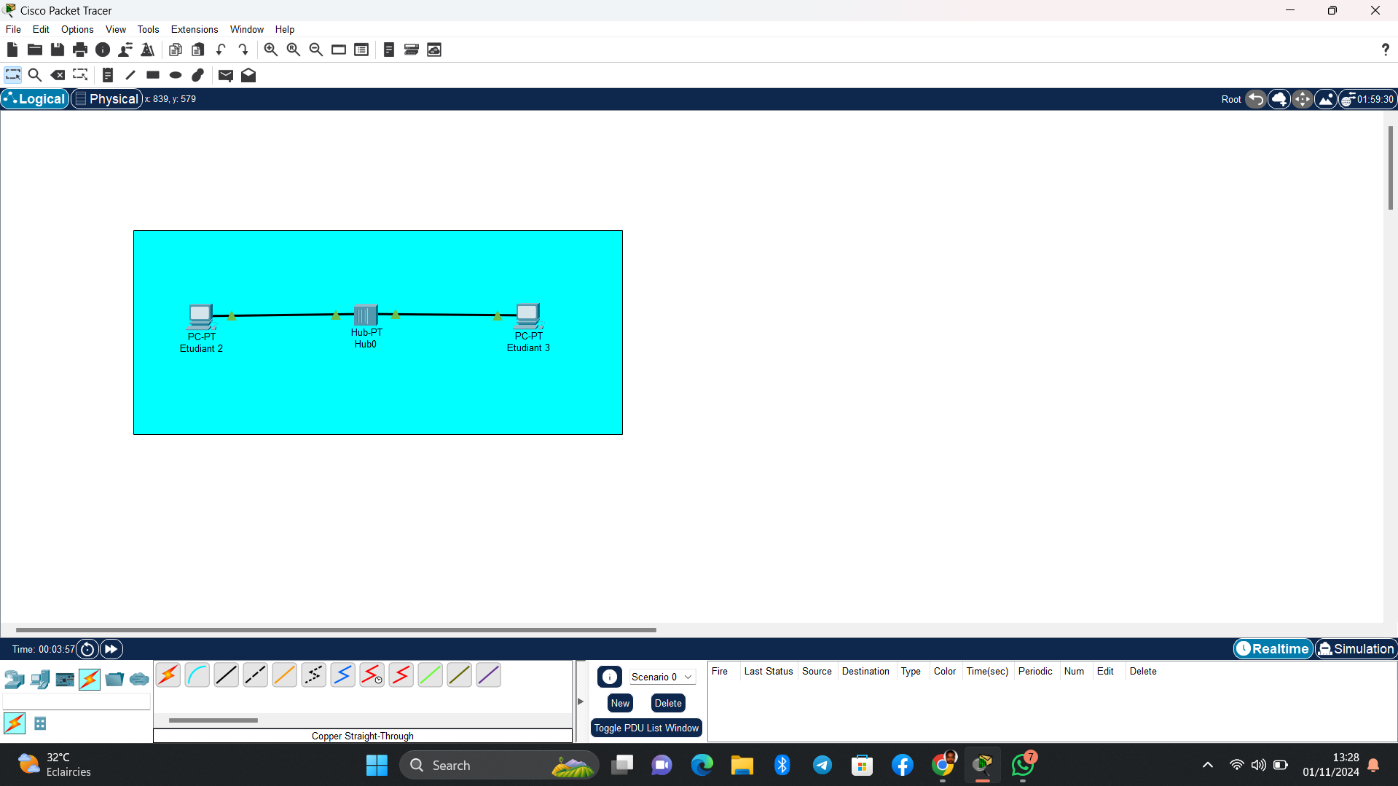 Cisco Packet Tracer
File Edit Options View Tools Extensions Window Help
?
Logical Physical x: 839, y: 579 Root 01:59:30
PC-PT
Etudiant 2
Hub-PT
Hub0
PC-PT
Etudiant 3
Time: 00:03:57 Realtime Simulation
Scenario 0
New Delete
Toggle PDU List Window
Fire Last Status Source Destination Type Color Time(sec) Periodic Num Edit Delete
Copper Straight-Through
32°C
Eclaircies
Search
7
13:28
01/11/2024